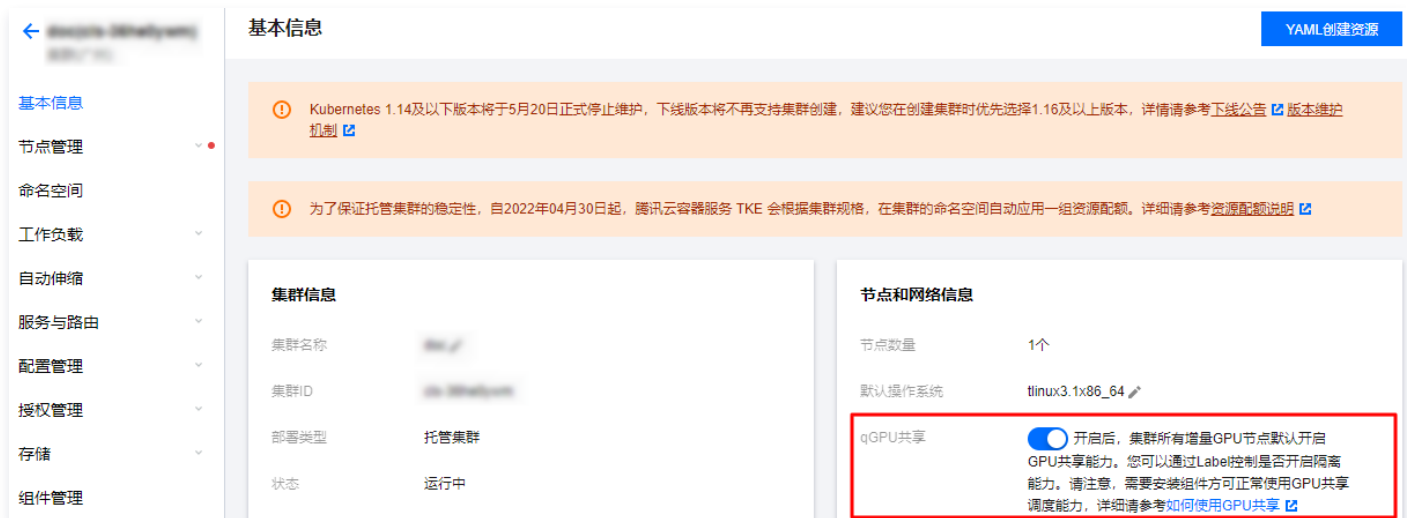 基本信息
YAML创建资源
基本信息
节点管理
命名空间
工作负载
自动伸缩
服务与路由
配置管理
授权管理
存储
组件管理
Kubernetes 1.14及以下版本将于5月20日正式停止维护，下线版本将不再支持集群创建，建议您在创建集群时优先选择1.16及以上版本，详情请参考下线公告 版本维护
机制
为了保证托管集群的稳定性，自2022年04月30日起，腾讯云容器服务 TKE 会根据集群规格，在集群的命名空间自动应用一组资源配额。详细请参考资源配额说明
集群信息
集群名称
集群ID
部署类型 托管集群
状态 运行中
节点和网络信息
节点数量 1个
默认操作系统 tlinux3.1x86_64
qGPU共享 开启后，集群所有增量GPU节点默认开启
GPU共享能力。您可以通过Label控制是否开启隔离
能力。请注意，需要安装组件方可正常使用GPU共享
调度能力，详细请参考如何使用GPU共享